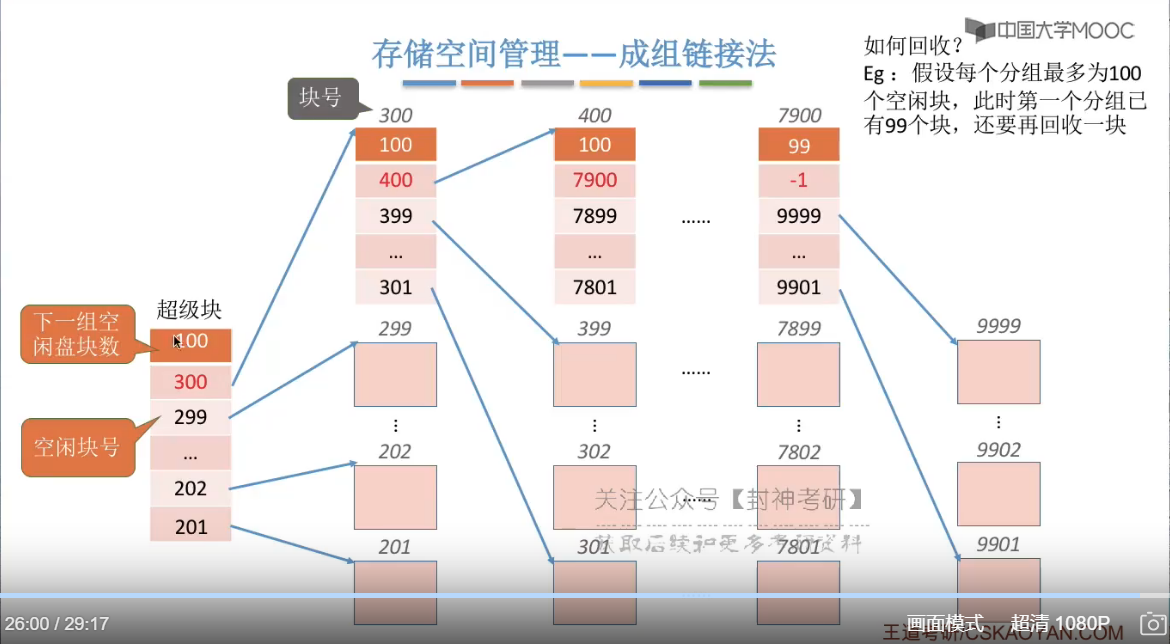 中国大学MOOC
存储空间管理——成组链接法
如何回收？
Eg：假设每个分组最多为100
个空闲块，此时第一个分组已
有99个块，还要再回收一块
块号
300
400
7900
100
100
99
400
7900
-1
399
7899
......
9999
...
...
...
301
7801
9901
超级块
下一组空
闲盘块数
100
300
299
...
202
201
空闲块号
299
399
7899
9999
......
202
302
7802
9902
......
关注公众号【封神考研】
获取后续和更多考研资料
201
301
7801
9901
26:00 / 29:17
画面模式
超清 1080P
王道考研/CSKAOYAN.COM